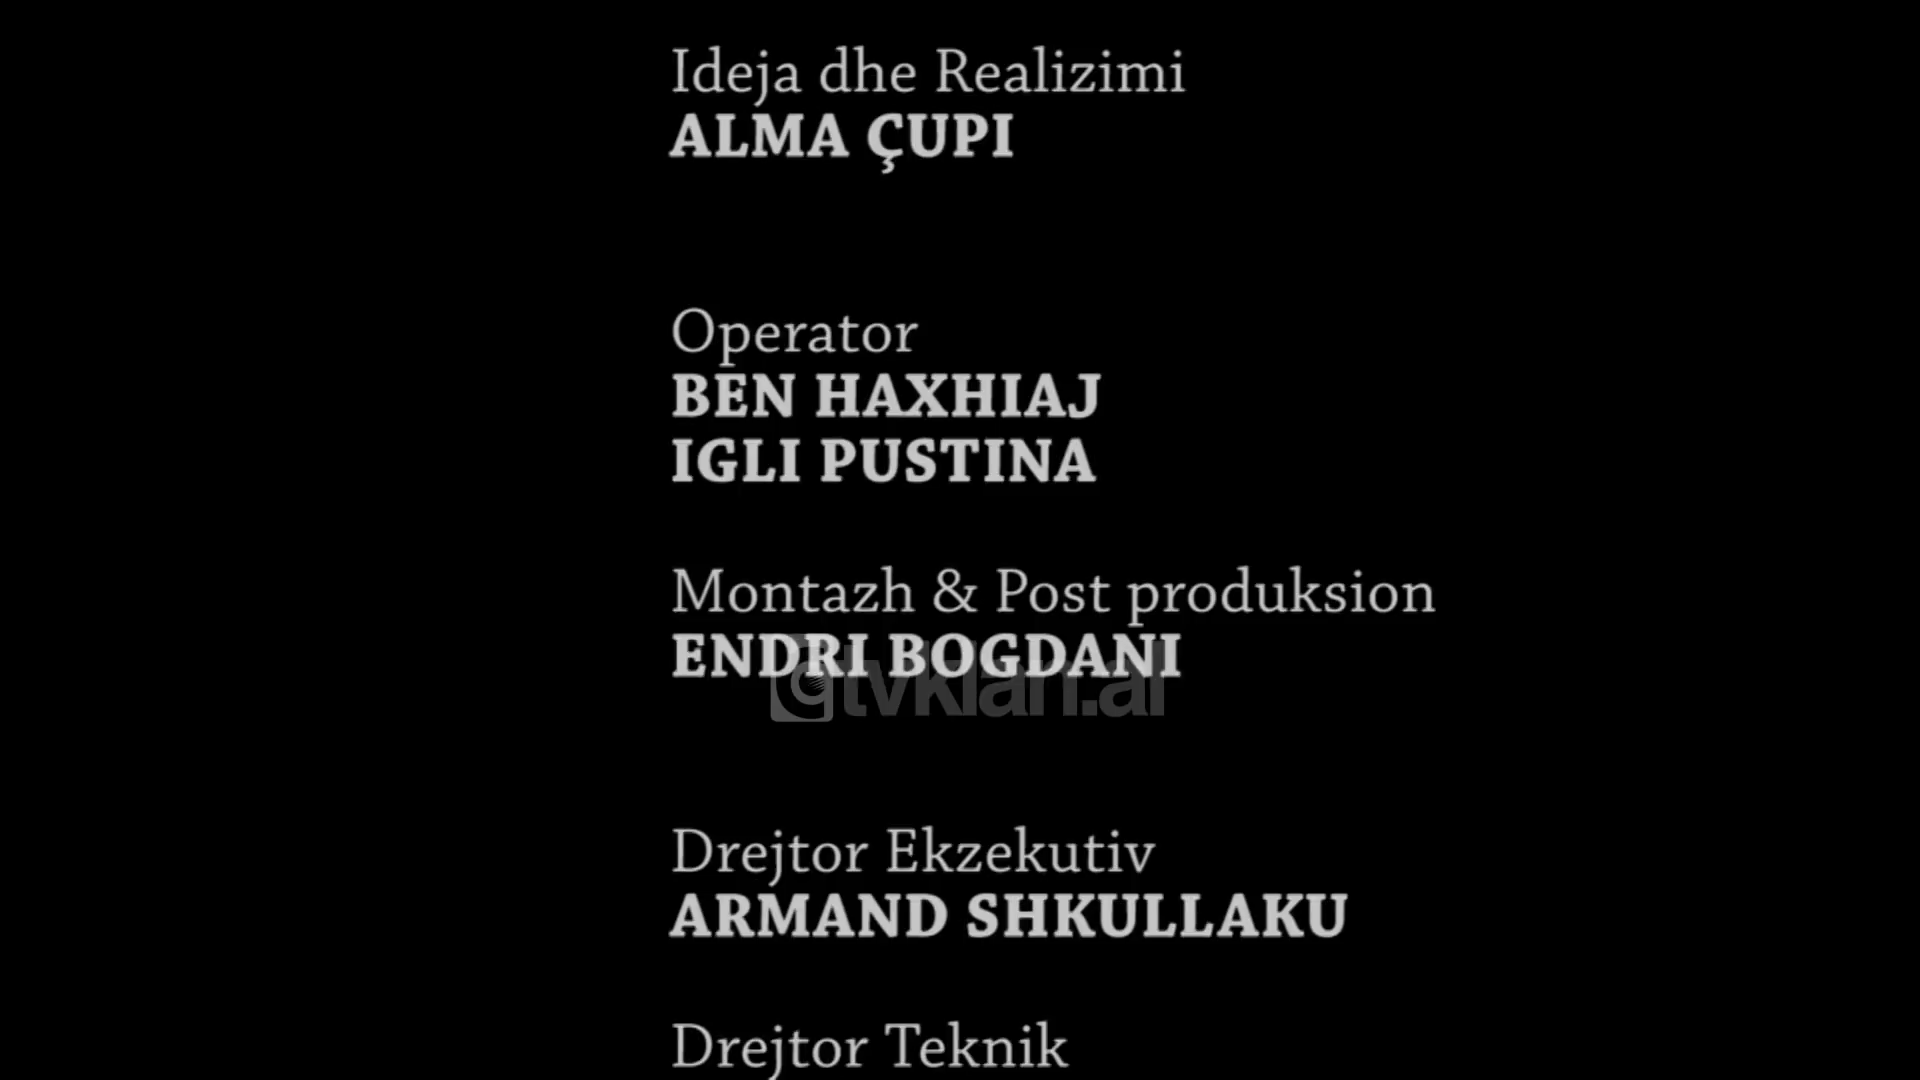 Ideja dhe Realizimi
ALMA ÇUPI
Operator
BEN HAXHIAJ
IGLI PUSTINA
Montazh & Post produksion
ENDRI BOGDANI
tvklan.al
Drejtor Ekzekutiv
ARMAND SHKULLAKU
Drejtor Teknik